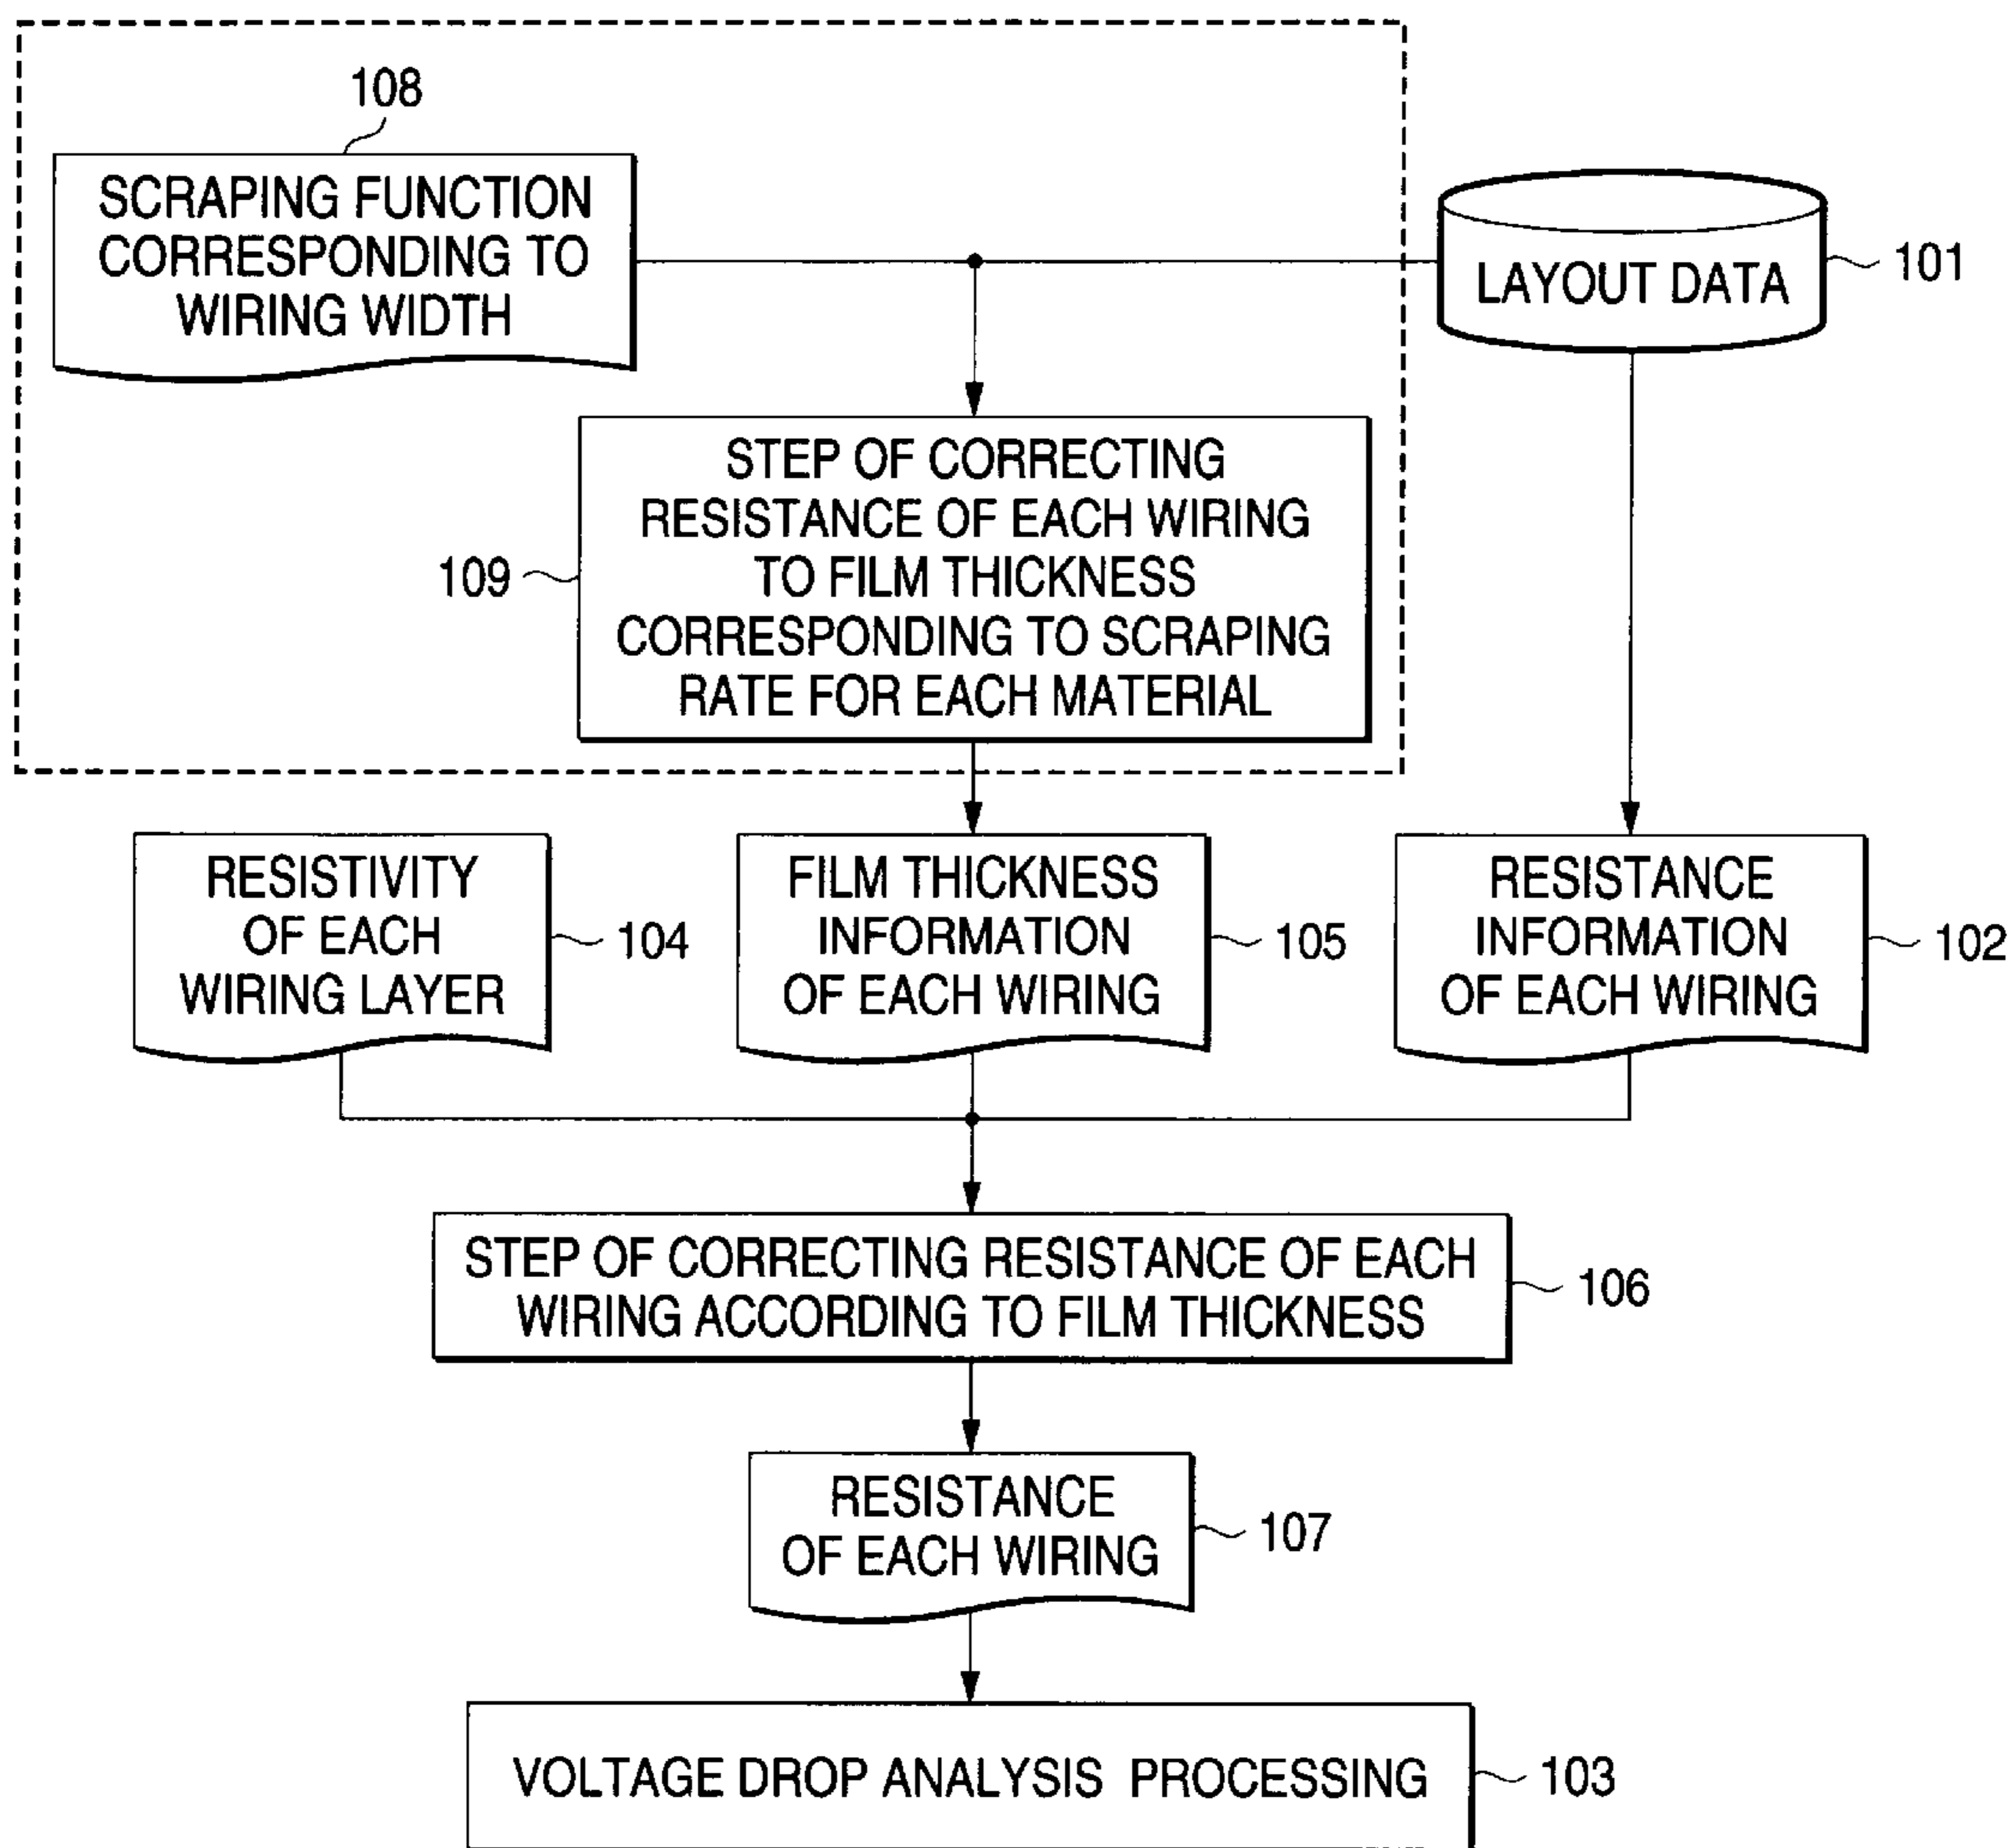 108
SCRAPING FUNCTION
CORRESPONDING TO
WIRING WIDTH
LAYOUT DATA
101
STEP OF CORRECTING
RESISTANCE OF EACH WIRING
TO FILM THICKNESS
CORRESPONDING TO SCRAPING
RATE FOR EACH MATERIAL
109
RESISTIVITY
OF EACH
WIRING LAYER
104
FILM THICKNESS
INFORMATION
OF EACH WIRING
105
RESISTANCE
INFORMATION
OF EACH WIRING
102
STEP OF CORRECTING RESISTANCE OF EACH
WIRING ACCORDING TO FILM THICKNESS
106
RESISTANCE
OF EACH WIRING
107
VOLTAGE DROP ANALYSIS PROCESSING
103